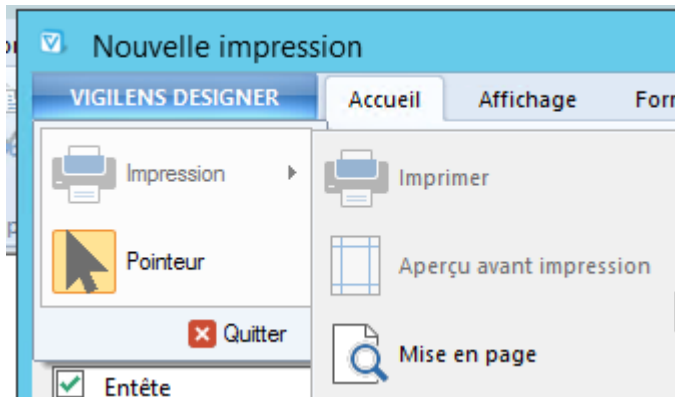 Nouvelle impression
VIGILENS DESIGNER
Accueil
Affichage
Impression
Imprimer
Pointeur
Aperçu avant impression
Quitter
Mise en page
Entête